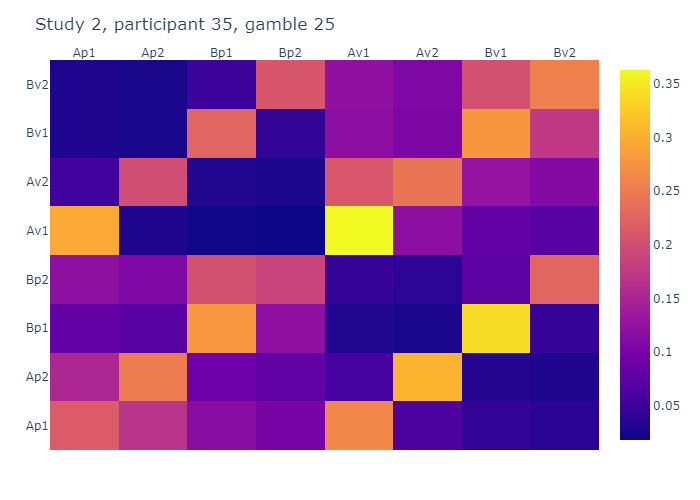 Study 2, participant 35, gamble 25
Ap1 Ap2 Bp1 Bp2 Av1 Av2 Bv1 Bv2
Bv2
Bv1
Av2
Av1
Bp2
Bp1
Ap2
Ap1
0.35
0.3
0.25
0.2
0.15
0.1
0.05